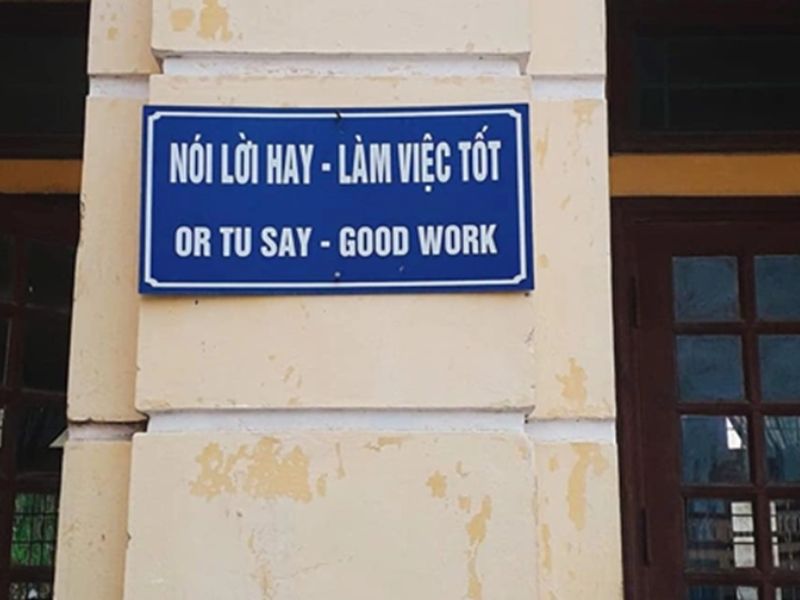 NÓI LỜI HAY - LÀM VIỆC TỐT
OR TU SAY - GOOD WORK